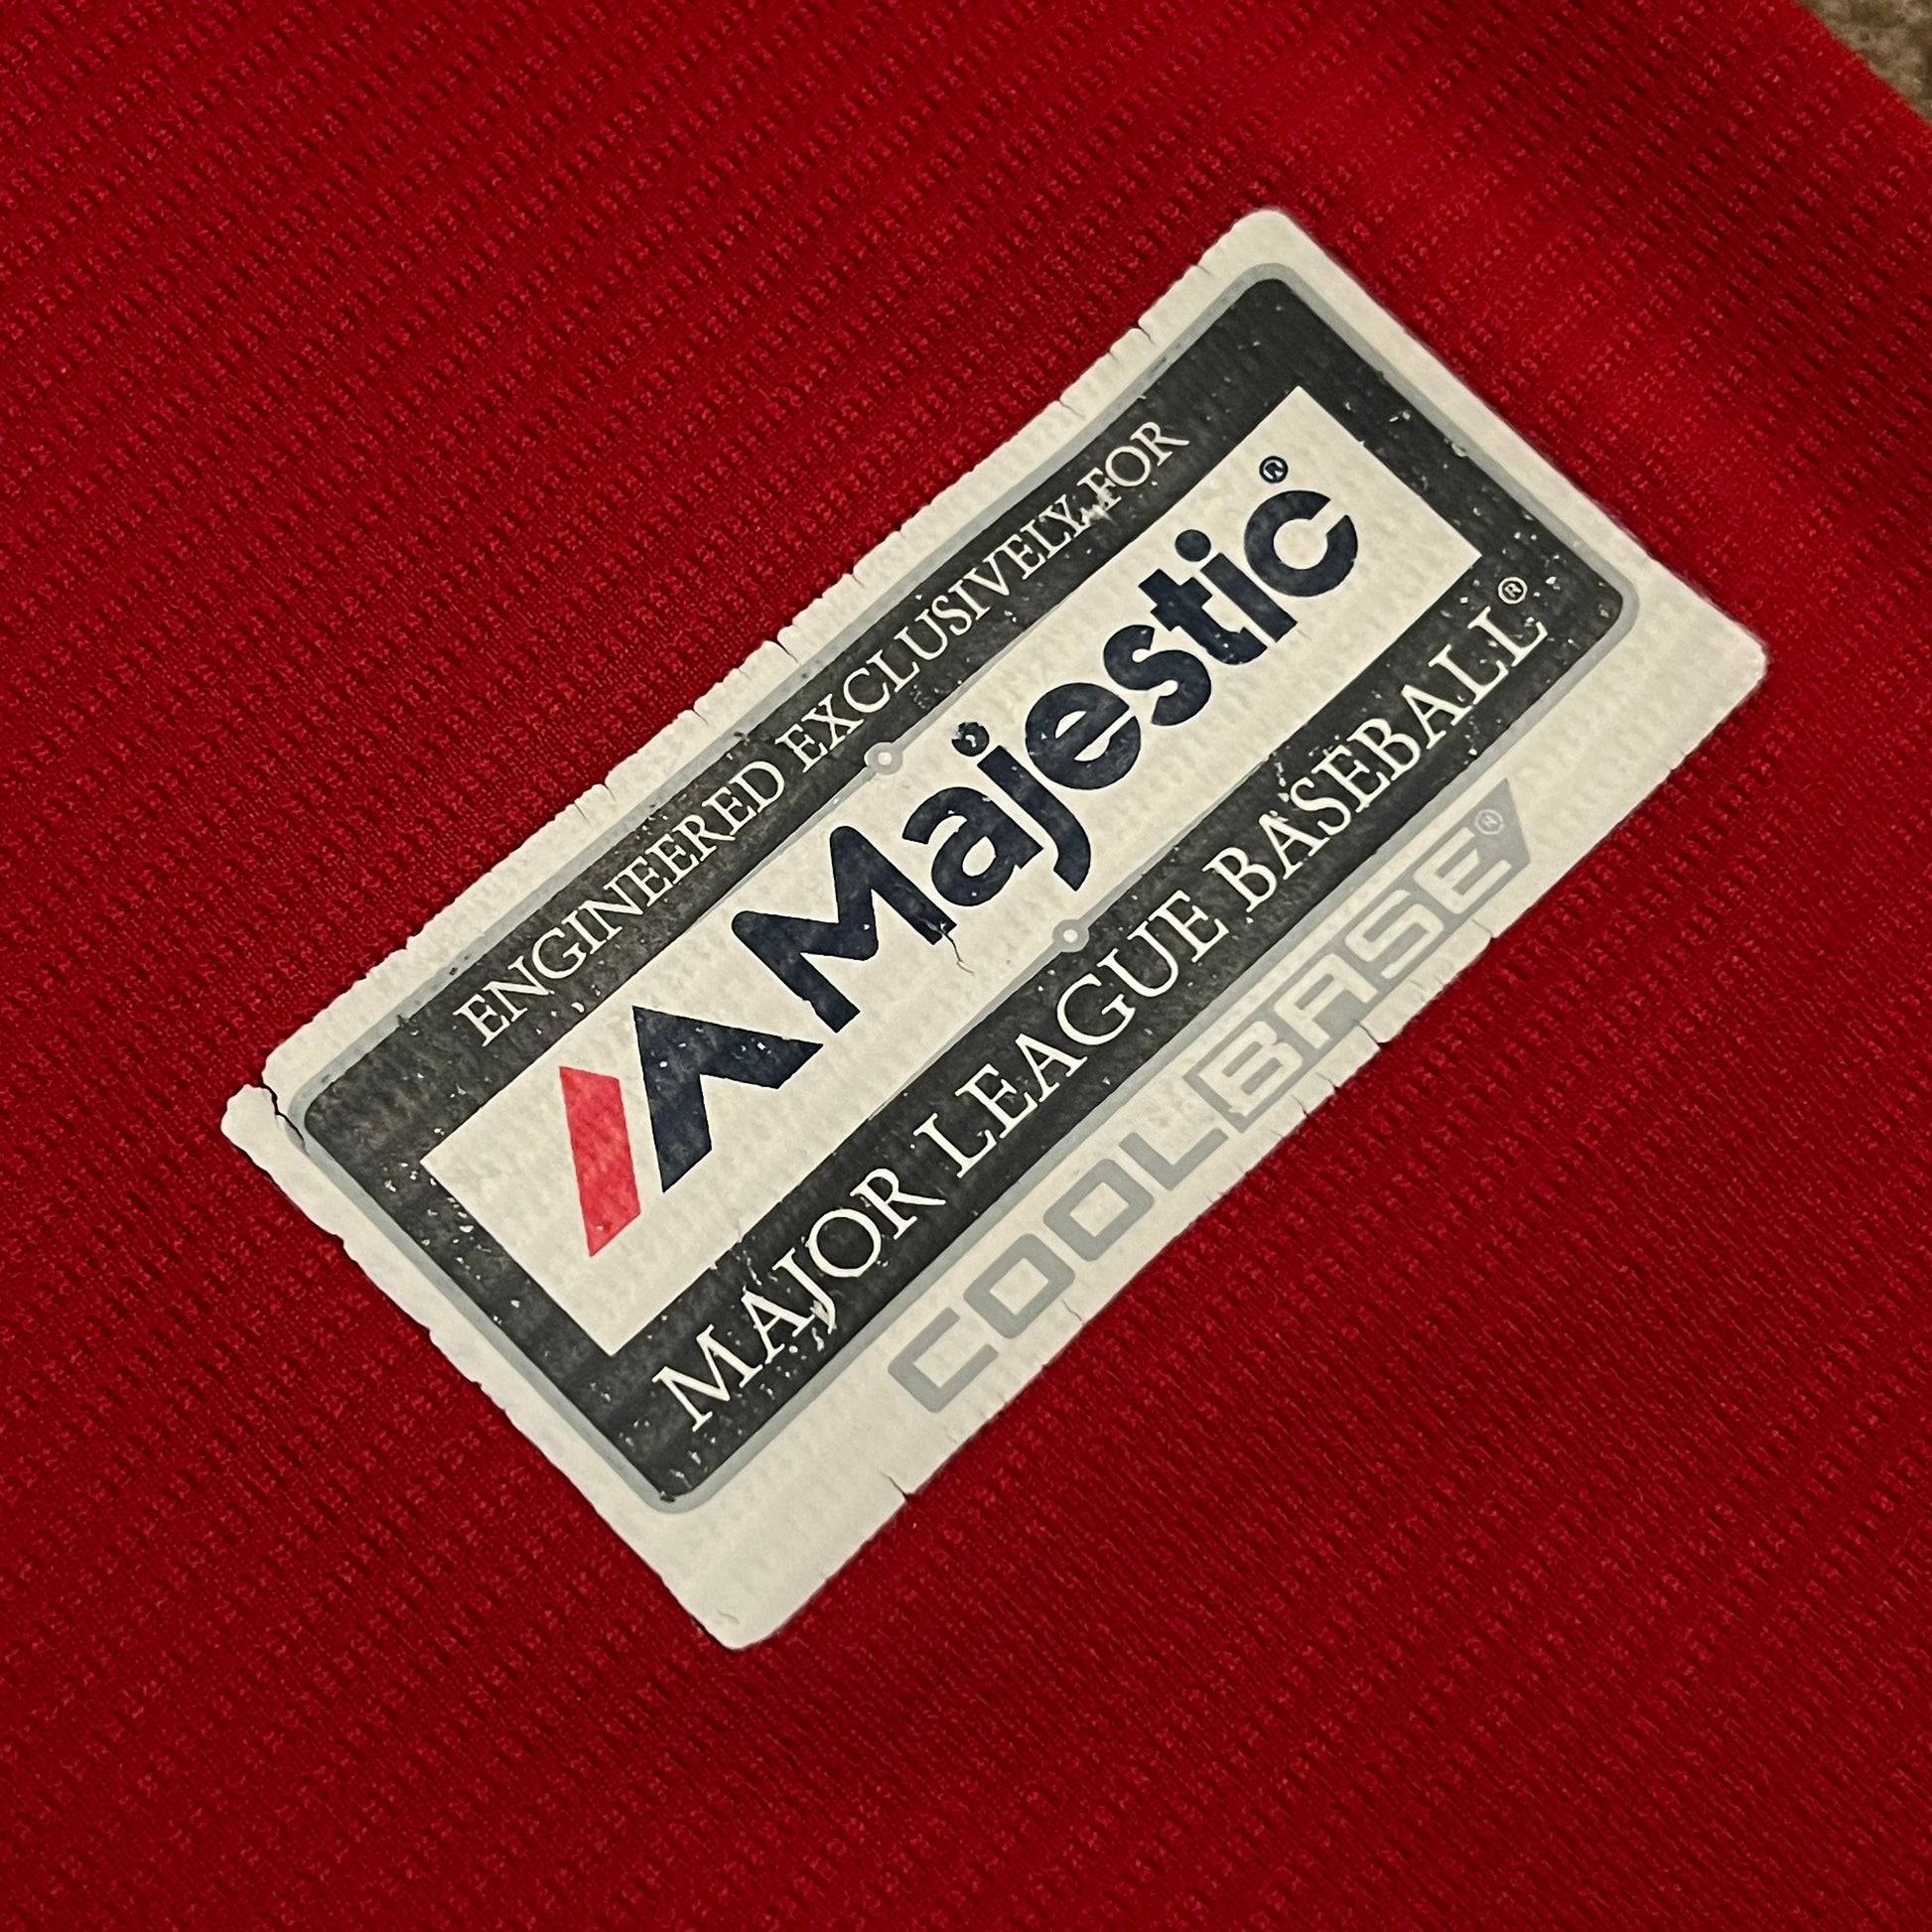 ENGINEERED EXCLUSIVELY FOR
Majestic®
MAJOR LEAGUE BASEBALL®
COOLBASE®